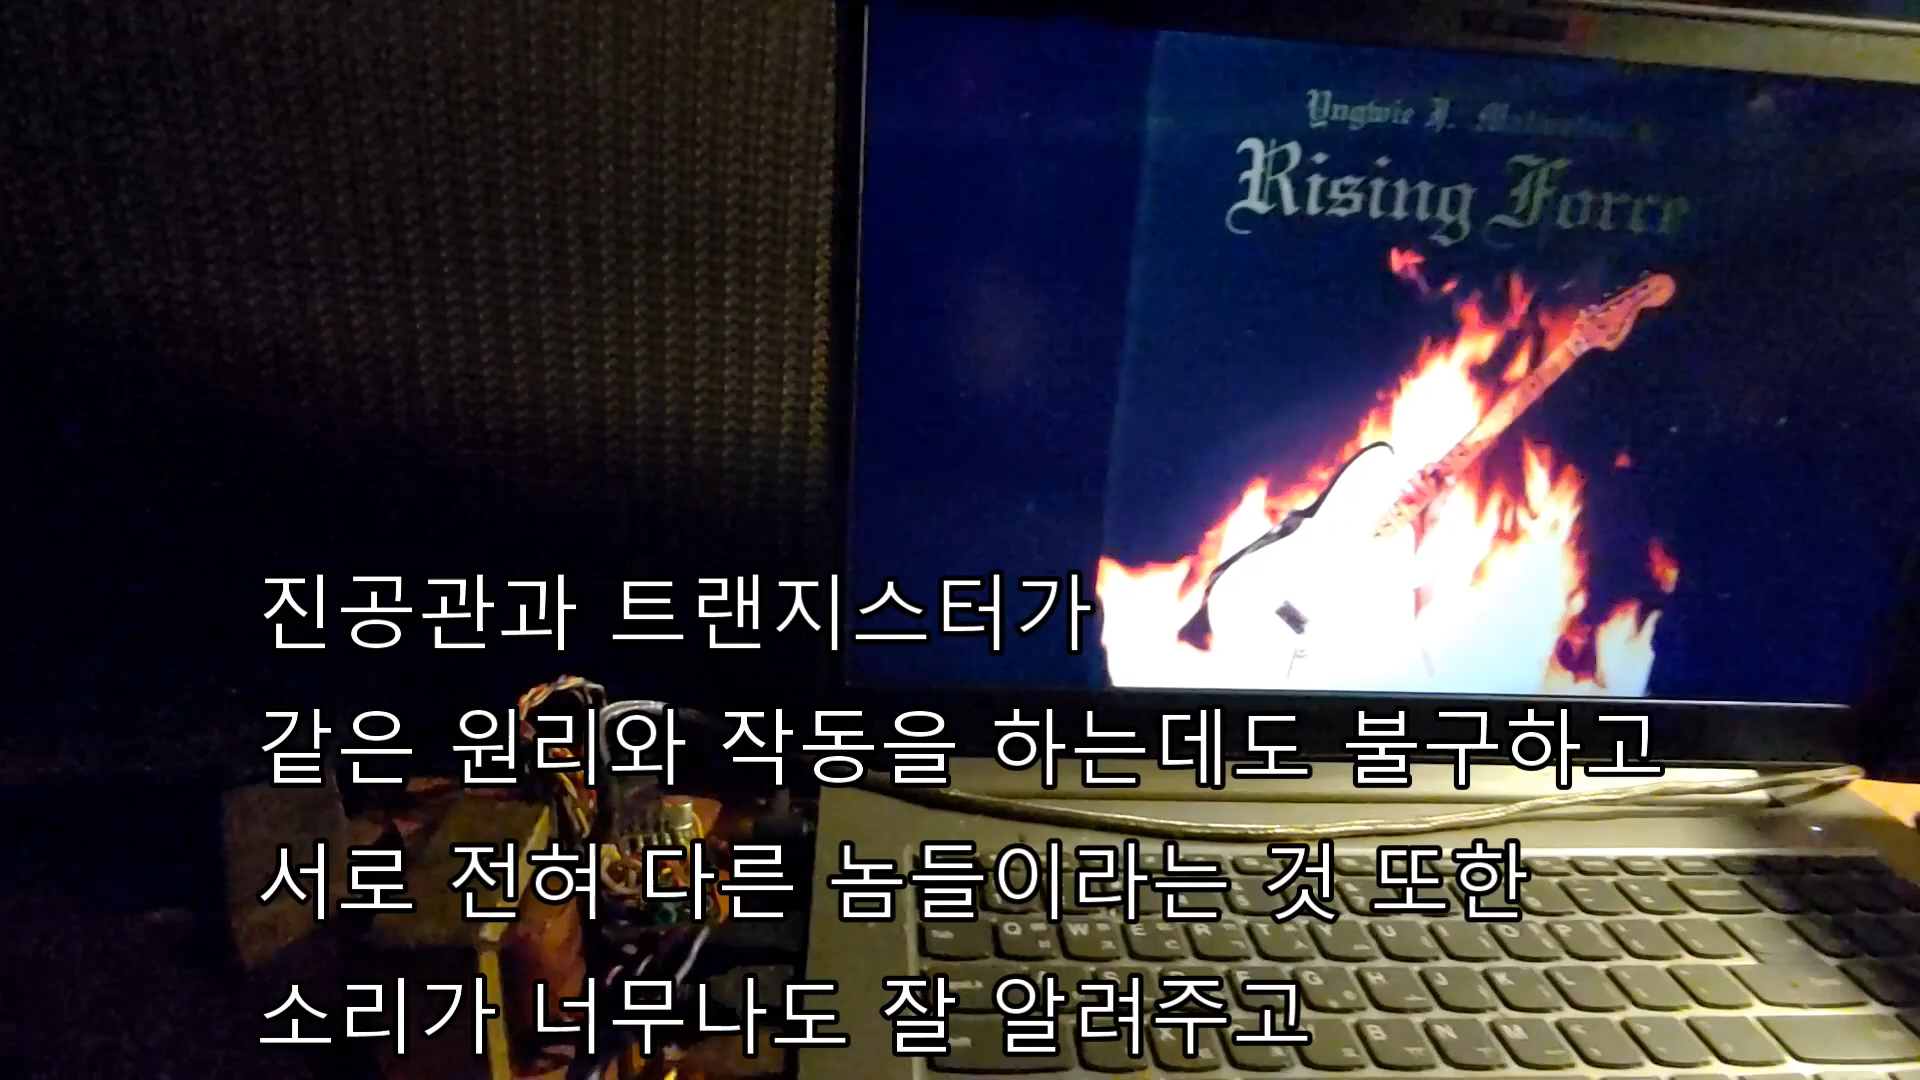 Yngwie J. Malmsteen's
Rising Force
진공관과 트랜지스터가
같은 원리와 작동을 하는데도 불구하고
서로 전혀 다른 놈들이라는 것 또한
소리가 너무나도 잘 알려주고
Q W E R T Y U I O P
G H J K L
X B N M